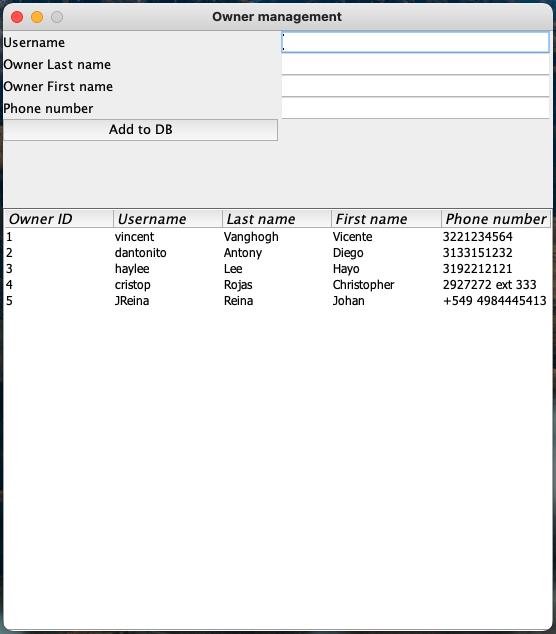 Owner management
Username
Owner Last name
Owner First name
Phone number
Add to DB
Owner ID Username Last name First name Phone number
1 vincent Vanghogh Vicente 3221234564
2 dantonito Antony Diego 3133151232
3 haylee Lee Hayo 3192212121
4 cristop Rojas Christopher 2927272 ext 333
5 JReina Reina Johan +549 4984445413